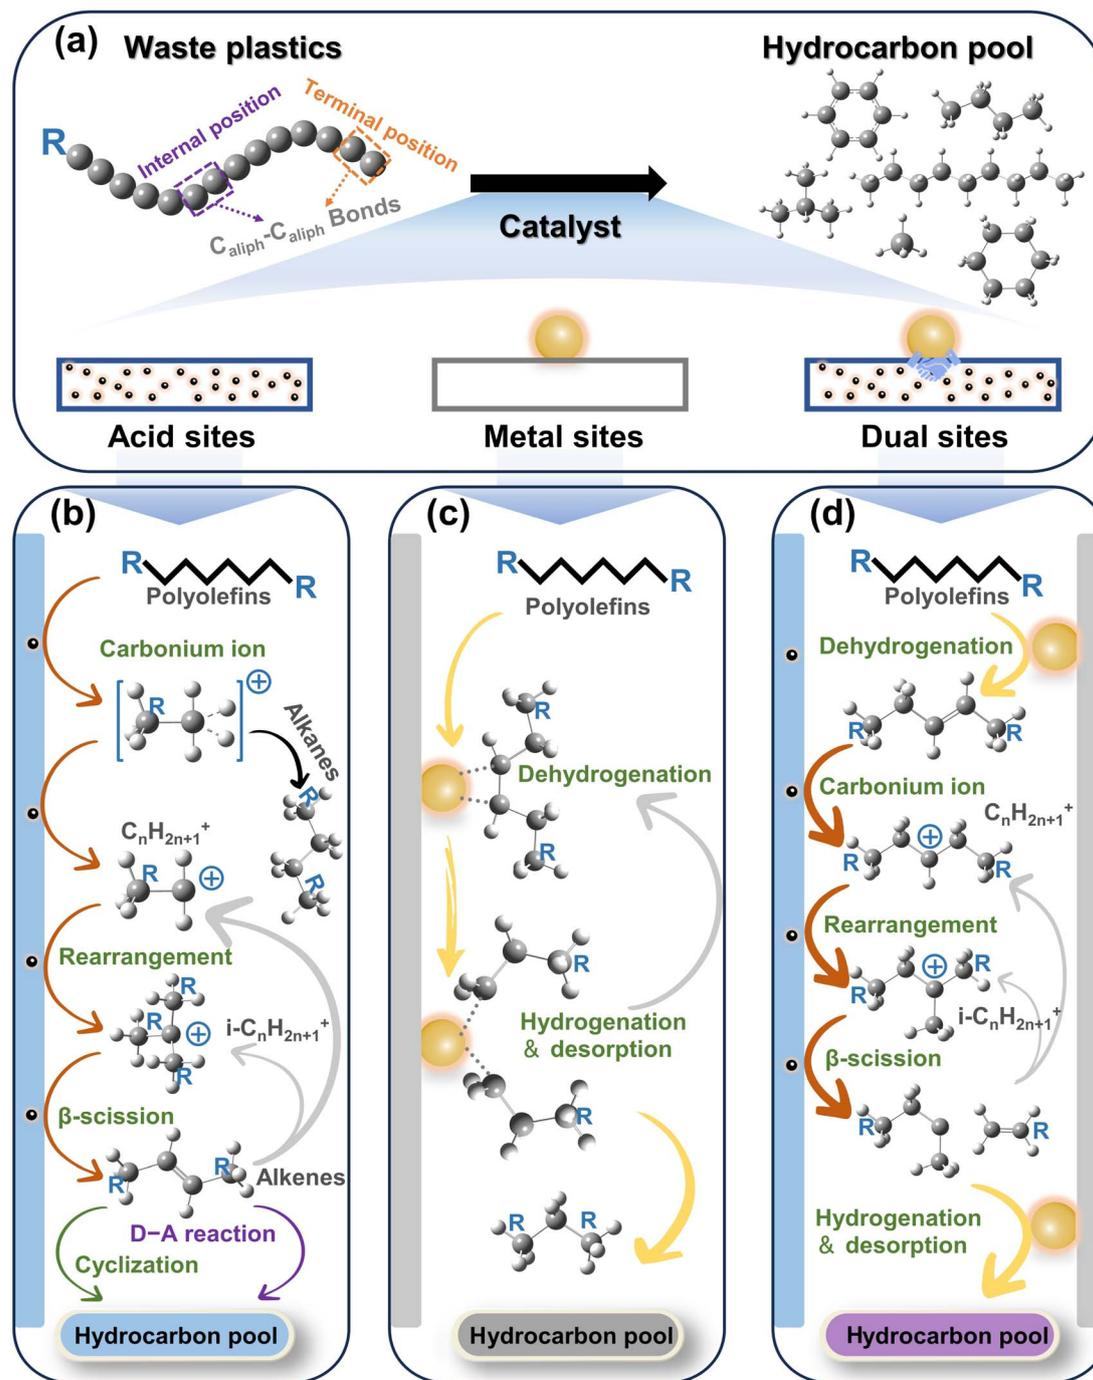 (a)
Waste plastics
Hydrocarbon pool
R
Internal position
Terminal position
Caliph-Caliph Bonds
Catalyst
Acid sites
Metal sites
Dual sites
(b)
R
R
Polyolefins
Carbonium ion
R
⊕
Alkanes
R
R
CnH2n+1+
R
⊕
Rearrangement
R
R
⊕
R
i-CnH2n+1+
β-scission
R
R
Alkenes
D–A reaction
Cyclization
Hydrocarbon pool
(c)
R
R
Polyolefins
R
Dehydrogenation
R
R
Hydrogenation
& desorption
R
R
R
Hydrocarbon pool
(d)
R
R
Polyolefins
Dehydrogenation
R
R
Carbonium ion
CnH2n+1+
⊕
R
R
Rearrangement
⊕
R
R
i-CnH2n+1+
β-scission
R
R
Hydrogenation
& desorption
Hydrocarbon pool